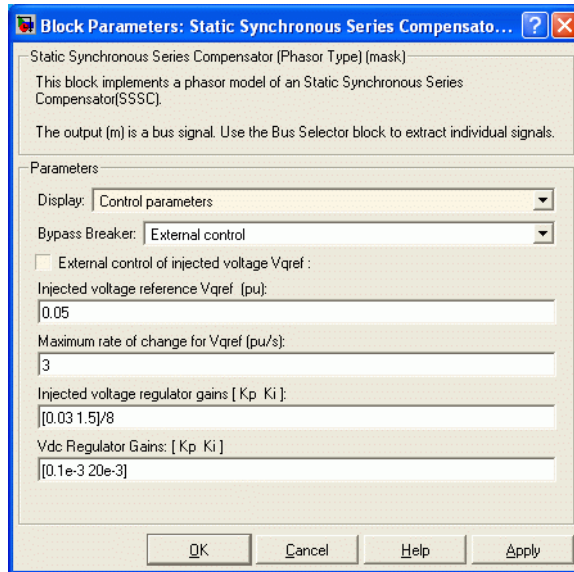 Block Parameters: Static Synchronous Series Compensato...
Static Synchronous Series Compensator (Phasor Type) (mask)
This block implements a phasor model of an Static Synchronous Series
Compensator(SSSC).
The output (m) is a bus signal. Use the Bus Selector block to extract individual signals.
Parameters
Display: Control parameters
Bypass Breaker: External control
External control of injected voltage Vqref :
Injected voltage reference Vqref (pu):
0.05
Maximum rate of change for Vqref (pu/s):
3
Injected voltage regulator gains [ Kp Ki ]:
[0.03 1.5]/8
Vdc Regulator Gains: [ Kp Ki ]
[0.1e-3 20e-3]
OK Cancel Help Apply